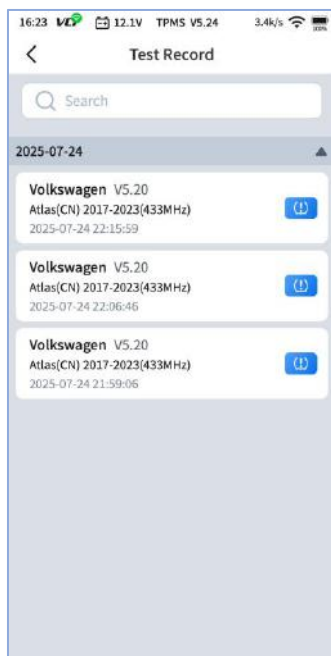 16:23 VCI 12.1V TPMS V5.24 3.4k/s 100%
Test Record
Search
2025-07-24
Volkswagen V5.20
Atlas(CN) 2017-2023(433MHz)
2025-07-24 22:15:59
Volkswagen V5.20
Atlas(CN) 2017-2023(433MHz)
2025-07-24 22:06:46
Volkswagen V5.20
Atlas(CN) 2017-2023(433MHz)
2025-07-24 21:59:06